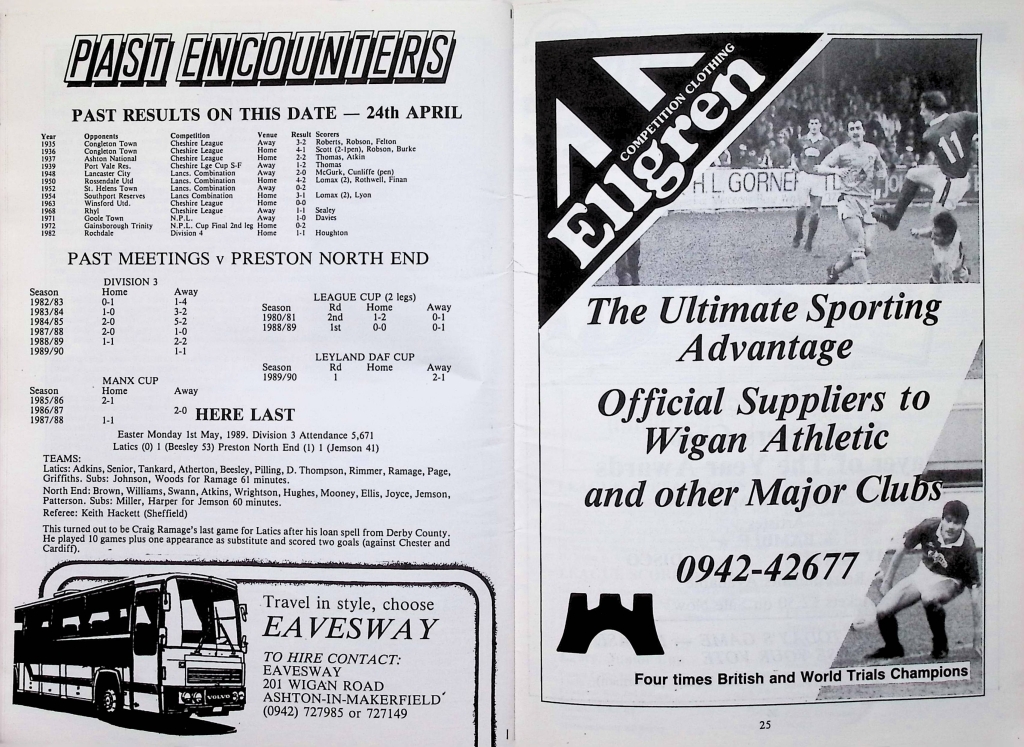 PAST ENCOUNTERS
PAST RESULTS ON THIS DATE — 24th APRIL
Year Opponents Competition Venue Result Scorers
1935 Congleton Town Cheshire League Away 3-2 Roberts, Robson, Felton
1936 Congleton Town Cheshire League Home 4-1 Scott (2-1pen), Robson, Burke
1937 Ashton National Cheshire League Home 2-2 Thomas, Atkin
1939 Port Vale Res. Cheshire Lge Cup S-F Away 1-2 Thomas
1948 Lancaster City Lancs. Combination Away 2-0 McGurk, Cunliffe (pen)
1950 Rossendale Utd Lancs. Combination Home 4-2 Lomax (2), Rothwell, Finan
1952 St. Helens Town Lancs. Combination Away 0-2
1954 Southport Reserves Lancs Combination Home 3-1 Lomax (2), Lyon
1963 Winsford Utd. Cheshire League Home 0-0
1968 Rhyl Cheshire League Away 1-1 Sealey
1971 Goole Town N.P.L. Away 1-0 Davies
1972 Gainsborough Trinity N.P.L. Cup Final 2nd leg Home 0-2
1982 Rochdale Division 4 Home 1-1 Houghton
PAST MEETINGS v PRESTON NORTH END
DIVISION 3
Season Home Away
1982/83 0-1 1-4
1983/84 1-0 3-2
1984/85 2-0 5-2
1987/88 2-0 1-0
1988/89 1-1 2-2
1989/90 1-1
LEAGUE CUP (2 legs)
Season Rd Home Away
1980/81 2nd 1-2 0-1
1988/89 1st 0-0 0-1
LEYLAND DAF CUP
Season Rd Home Away
1989/90 1 2-1
MANX CUP
Season Home Away
1985/86 2-1
1986/87 2-0
1987/88 1-1
HERE LAST
Easter Monday 1st May, 1989. Division 3 Attendance 5,671
Latics (0) 1 (Beesley 53) Preston North End (1) 1 (Jemson 41)
TEAMS:
Latics: Adkins, Senior, Tankard, Atherton, Beesley, Pilling, D. Thompson, Rimmer, Ramage, Page,
Griffiths. Subs: Johnson, Woods for Ramage 61 minutes.
North End: Brown, Williams, Swann, Atkins, Wrightson, Hughes, Mooney, Ellis, Joyce, Jemson,
Patterson. Subs: Miller, Harper for Jemson 60 minutes.
Referee: Keith Hackett (Sheffield)
This turned out to be Craig Ramage's last game for Latics after his loan spell from Derby County.
He played 10 games plus one appearance as substitute and scored two goals (against Chester and
Cardiff).
VOLVO
Travel in style, choose
EAVESWAY
TO HIRE CONTACT:
EAVESWAY
201 WIGAN ROAD
ASHTON-IN-MAKERFIELD
(0942) 727985 or 727149
COMPETITION CLOTHING
Ellgren
H.L. GORNER
11
The Ultimate Sporting
Advantage
Official Suppliers to
Wigan Athletic
and other Major Clubs
0942-42677
Four times British and World Trials Champions
25